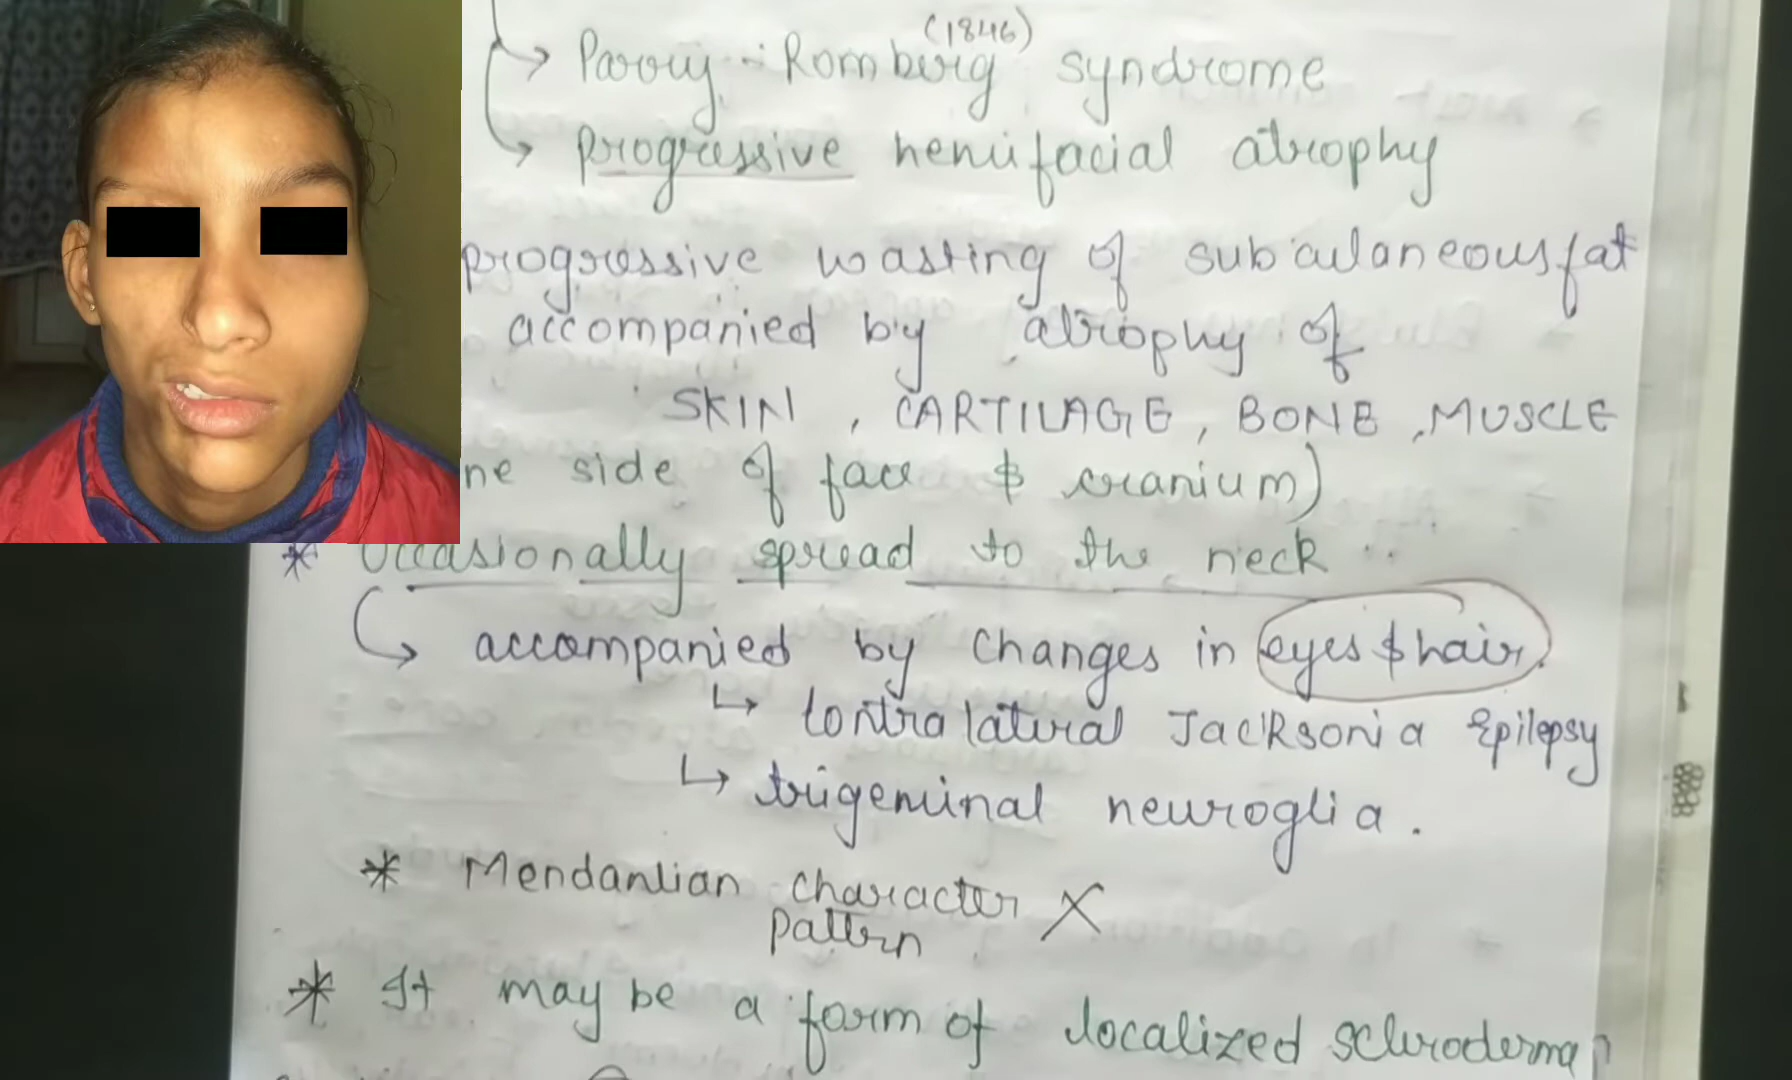 (1846)
Parry - Romberg syndrome
progressive hemifacial atrophy
progressive wasting of subculaneous fat
accompanied by atrophy of
SKIN, CARTILAGE, BONE, MUSCLE
ne side of face & cranium)
* Occasionally spread to the neck ..
accompanied by changes in eyes & hair.
Contralateral Jacksonia Epilepsy
trigeminal neuroglia.
* Mendanlian character X
pattern
* It may be a form of localized scleroderma